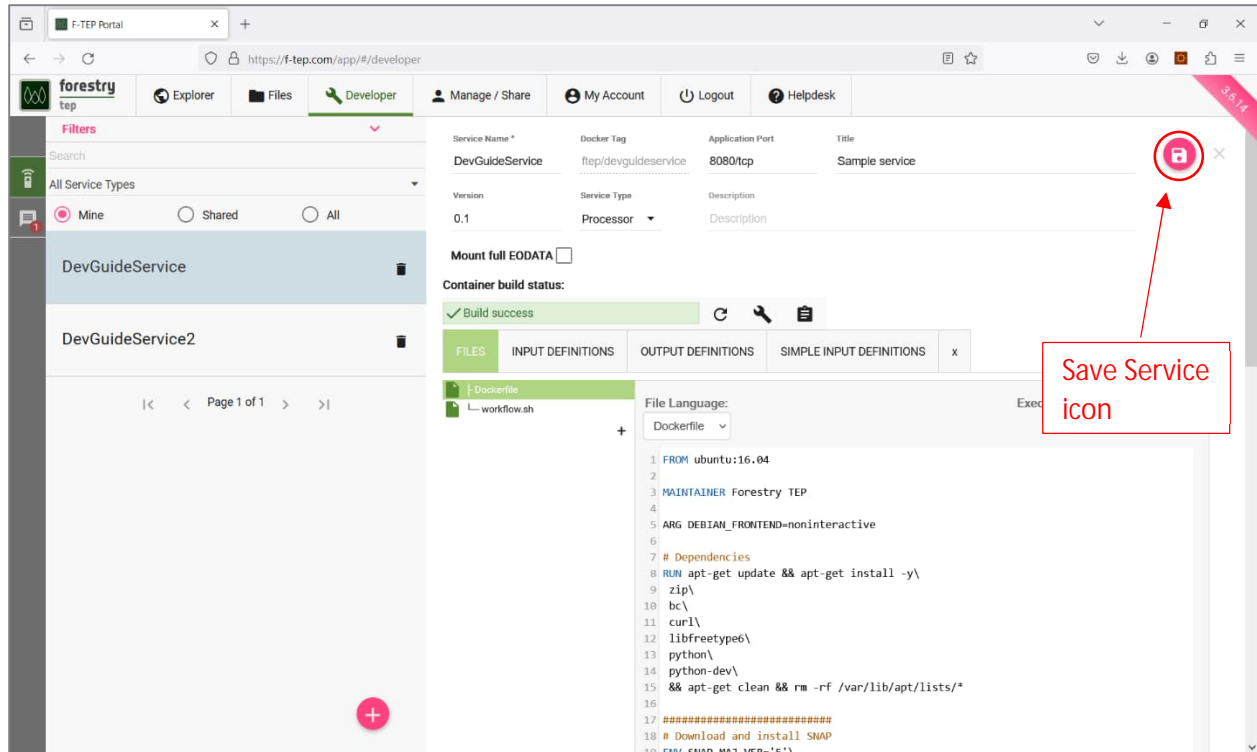 F-TEP Portal
https://f-tep.com/app/#/developer
forestry
tep
Explorer Files Developer Manage / Share My Account Logout Helpdesk
3.6.14
Filters
Search
All Service Types
Mine Shared All
1
DevGuideService
DevGuideService2
Page 1 of 1
Service Name * Docker Tag Application Port Title
DevGuideService ftep/devguideservice 8080/tcp Sample service
Version Service Type Description
0.1 Processor Description
Mount full EODATA
Container build status:
Build success
FILES INPUT DEFINITIONS OUTPUT DEFINITIONS SIMPLE INPUT DEFINITIONS x
Dockerfile
workflow.sh
+
File Language:
Dockerfile
Exec
Save Service
icon
1 FROM ubuntu:16.04
2
3 MAINTAINER Forestry TEP
4
5 ARG DEBIAN_FRONTEND=noninteractive
6
7 # Dependencies
8 RUN apt-get update && apt-get install -y\
9 zip\
10 bc\
11 curl\
12 libfreetype6\
13 python\
14 python-dev\
15 && apt-get clean && rm -rf /var/lib/apt/lists/*
16
17 ###########################
18 # Download and install SNAP